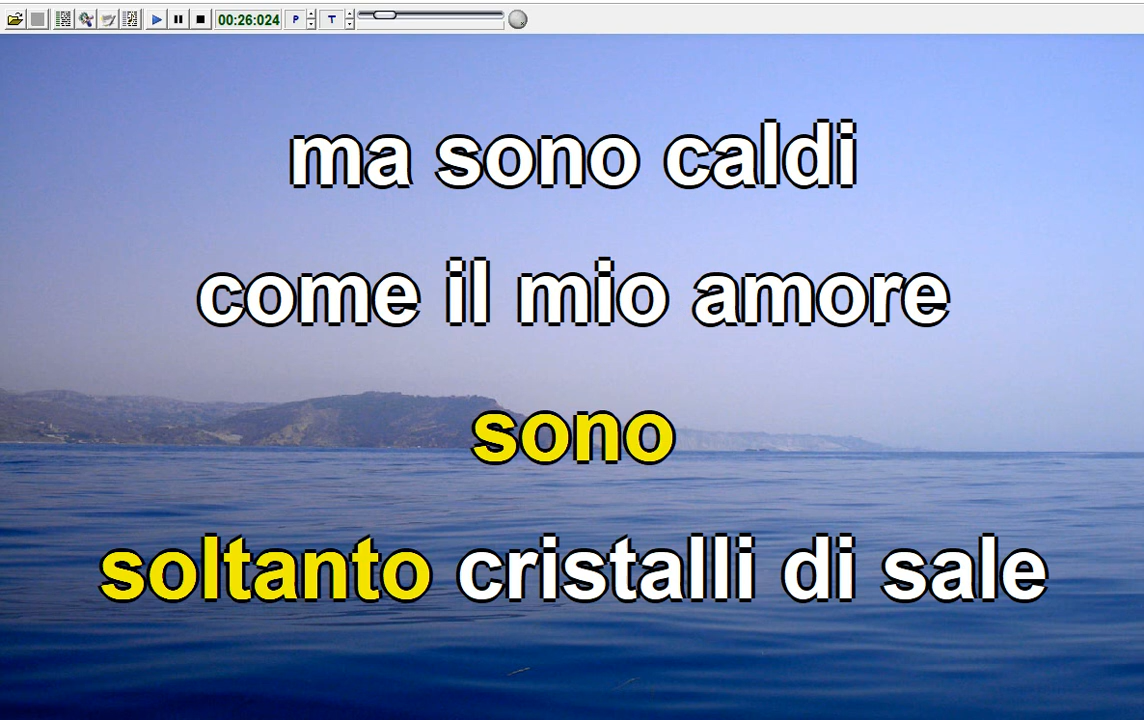 00:26:024 P T
ma sono caldi
come il mio amore
sono
soltanto cristalli di sale